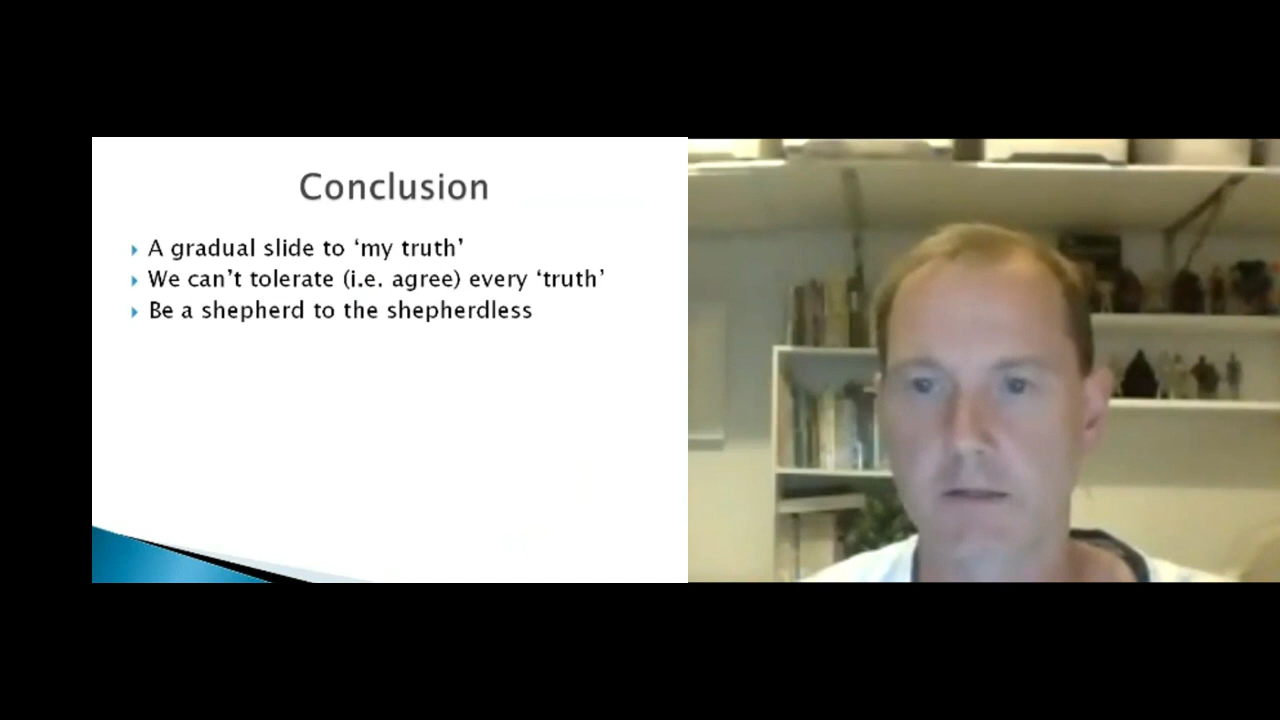 Conclusion
A gradual slide to ‘my truth’
We can’t tolerate (i.e. agree) every ‘truth’
Be a shepherd to the shepherdless